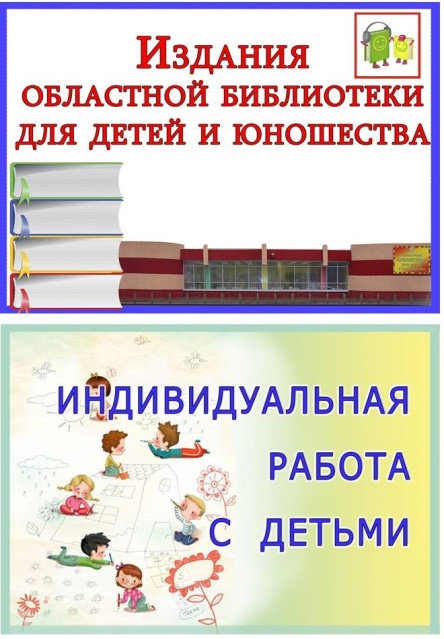 Издания
областной библиотеки
для детей и юношества
ИНДИВИДУАЛЬНАЯ
РАБОТА
С ДЕТЬМИ